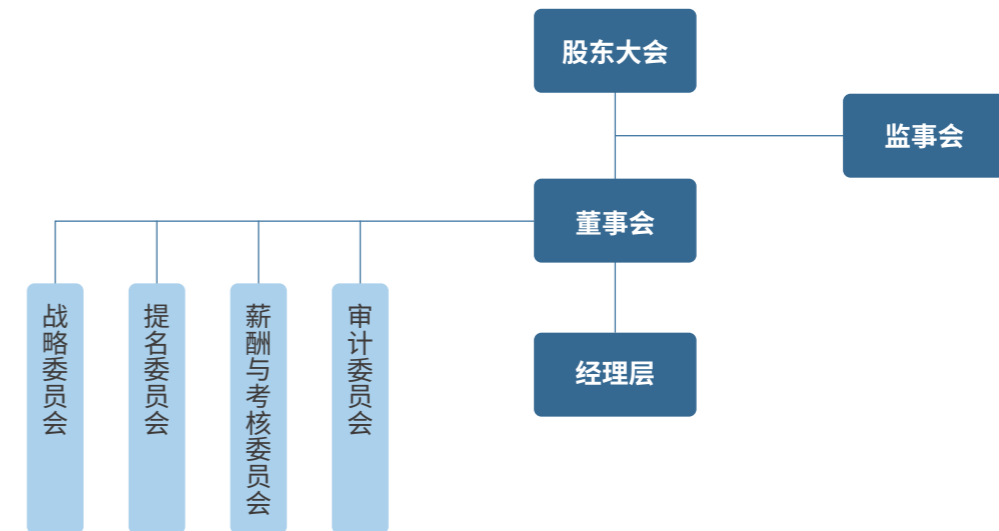 股东大会
监事会
董事会
经理层
战略委员会
提名委员会
薪酬与考核委员会
审计委员会